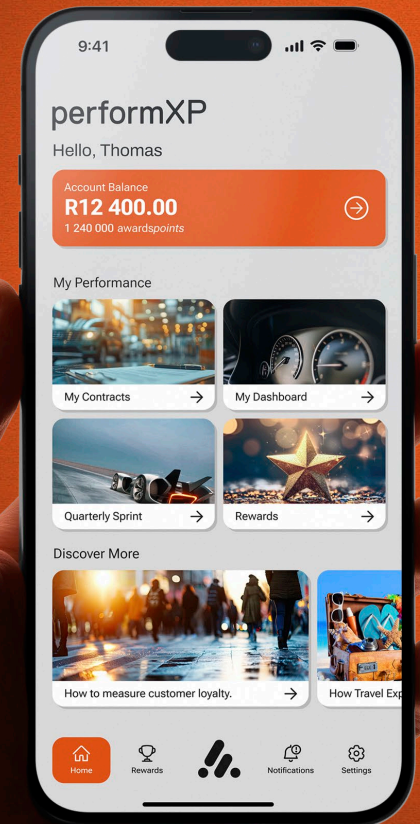 9:41
performXP
Hello, Thomas
Account Balance
R12 400.00
1 240 000 awardspoints
My Performance
My Contracts
My Dashboard
Quarterly Sprint
Rewards
Discover More
How to measure customer loyalty.
How Travel Exp
Home
Rewards
Notifications
Settings